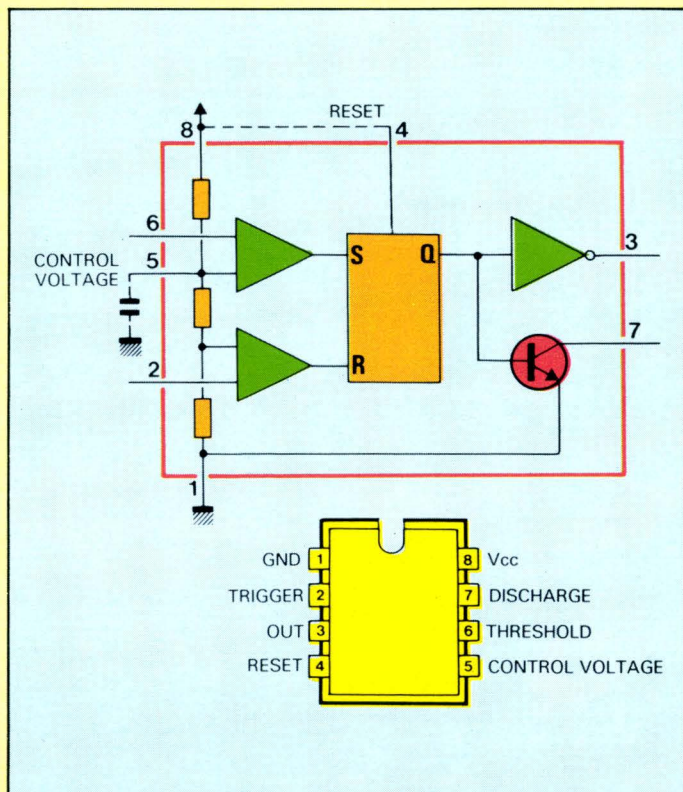 RESET
8
4
6
CONTROL
VOLTAGE
5
S
Q
3
7
2
R
1
GND 1
8 Vcc
TRIGGER 2
7 DISCHARGE
OUT 3
6 THRESHOLD
RESET 4
5 CONTROL VOLTAGE